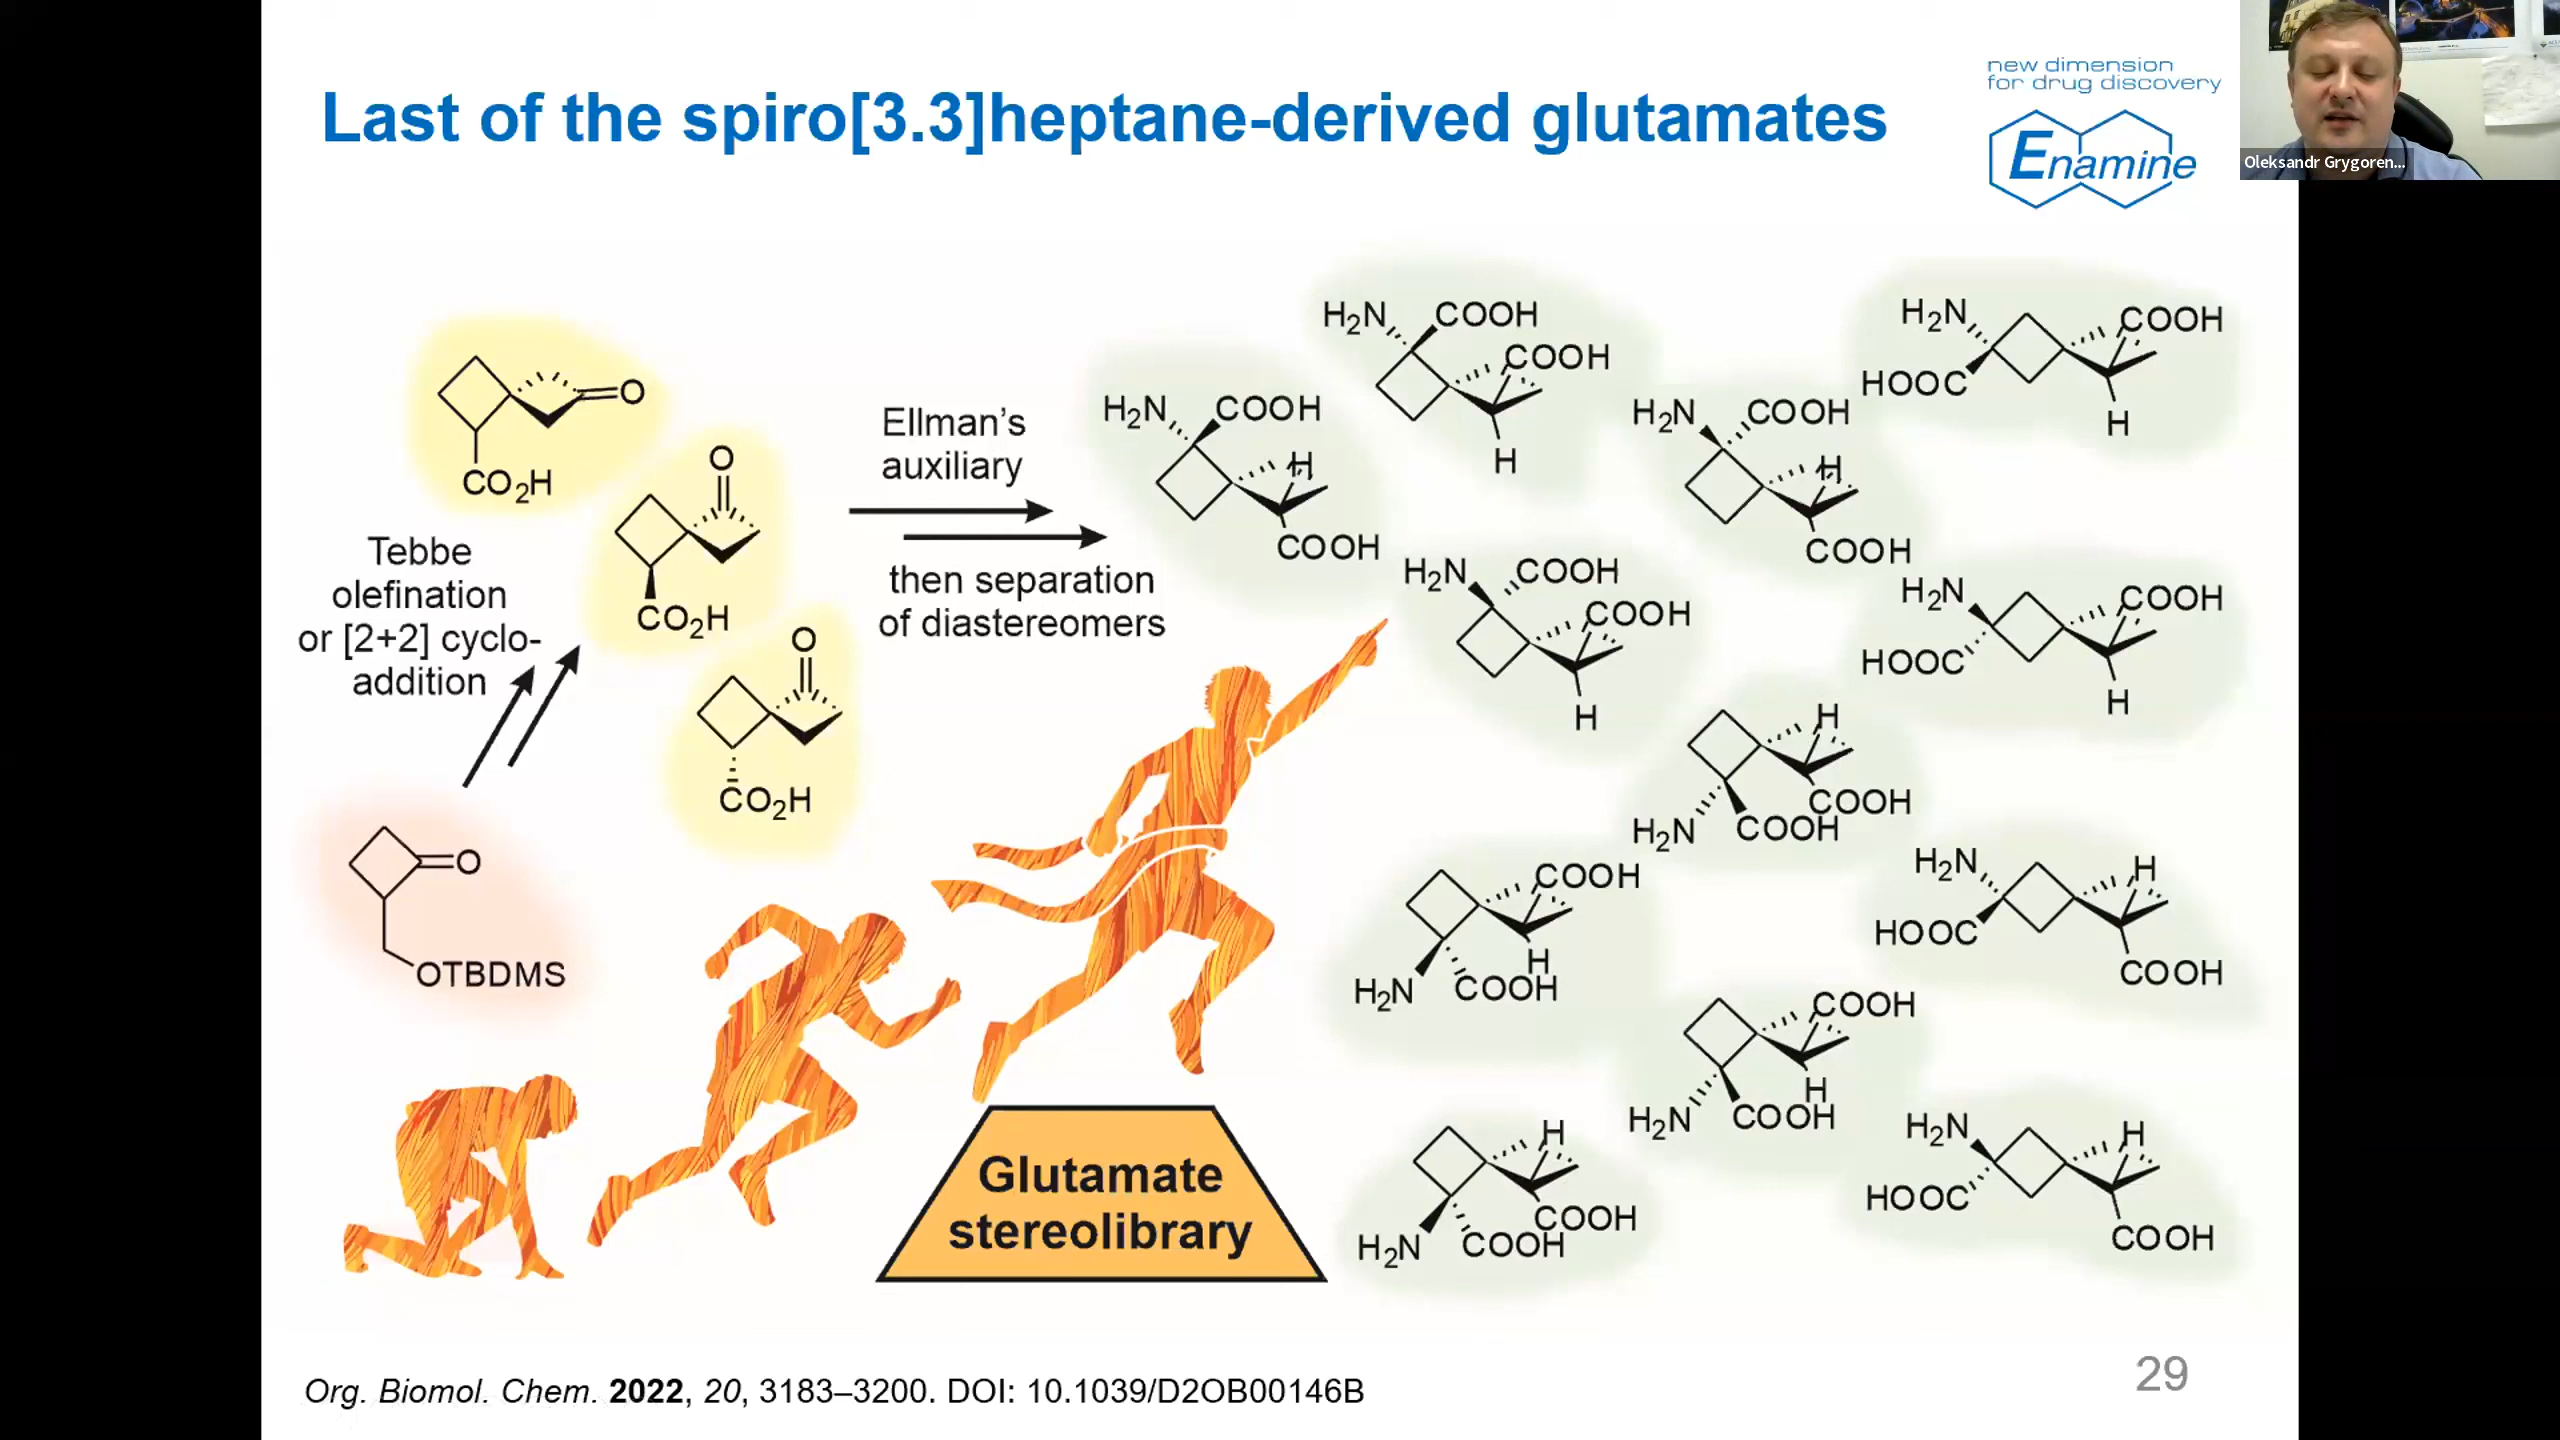 Last of the spiro[3.3]heptane-derived glutamates
new dimension
for drug discovery
Enamine
Oleksandr Grygoren...
O
CO2H
O
CO2H
O
CO2H
Tebbe
olefination
or [2+2] cyclo-
addition
O
OTBDMS
Ellman's
auxiliary
then separation
of diastereomers
H2N
COOH
H
COOH
H2N
COOH
COOH
H
H2N
COOH
H
COOH
H2N
COOH
HOOC
H
H2N
COOH
COOH
H
H2N
COOH
HOOC
H
H
COOH
H2N
COOH
COOH
H
H2N
COOH
H2N
H
HOOC
COOH
COOH
H
H2N
COOH
H
COOH
H2N
COOH
H2N
H
HOOC
COOH
Glutamate
stereolibrary
Org. Biomol. Chem. 2022, 20, 3183–3200. DOI: 10.1039/D2OB00146B
29